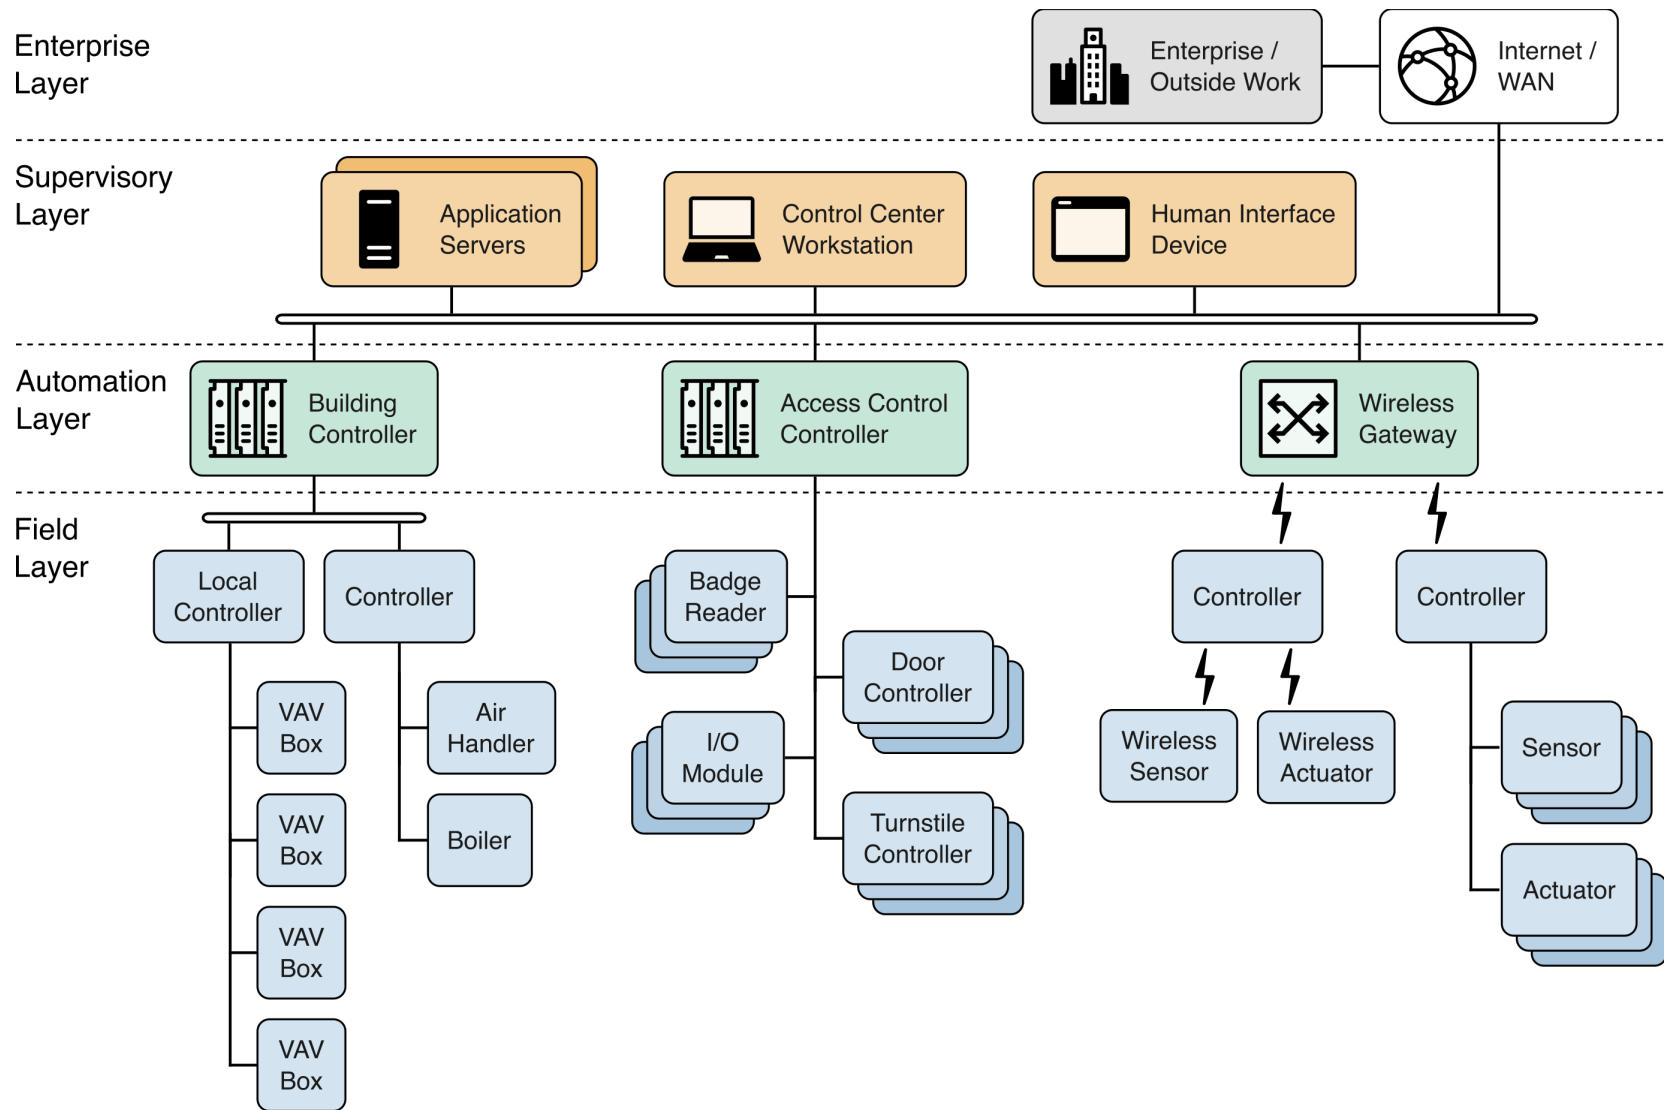 Enterprise
Layer
Enterprise /
Outside Work
Internet /
WAN
Supervisory
Layer
Application
Servers
Control Center
Workstation
Human Interface
Device
Automation
Layer
Building
Controller
Access Control
Controller
Wireless
Gateway
Field
Layer
Local
Controller
Controller
VAV
Box
VAV
Box
VAV
Box
VAV
Box
Air
Handler
Boiler
Badge
Reader
Door
Controller
I/O
Module
Turnstile
Controller
Controller
Controller
Wireless
Sensor
Wireless
Actuator
Sensor
Actuator